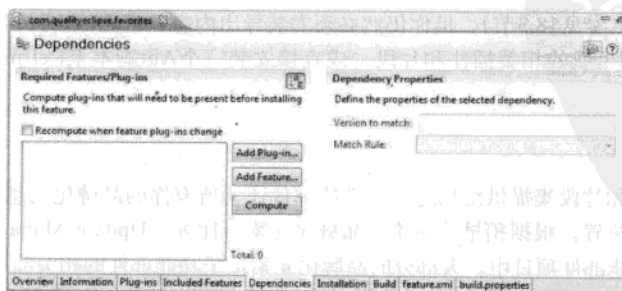 com.qualityeclipse.favorites
Dependencies
Required Features/Plug-ins
Compute plug-ins that will need to be present before installing
this feature.
Recompute when feature plug-ins change
Add Plug-in...
Add Feature...
Compute
Total: 0
Dependency Properties
Define the properties of the selected dependency.
Version to match:
Match Rule:
Overview Information Plug-ins Included Features Dependencies Installation Build feature.xml build.properties